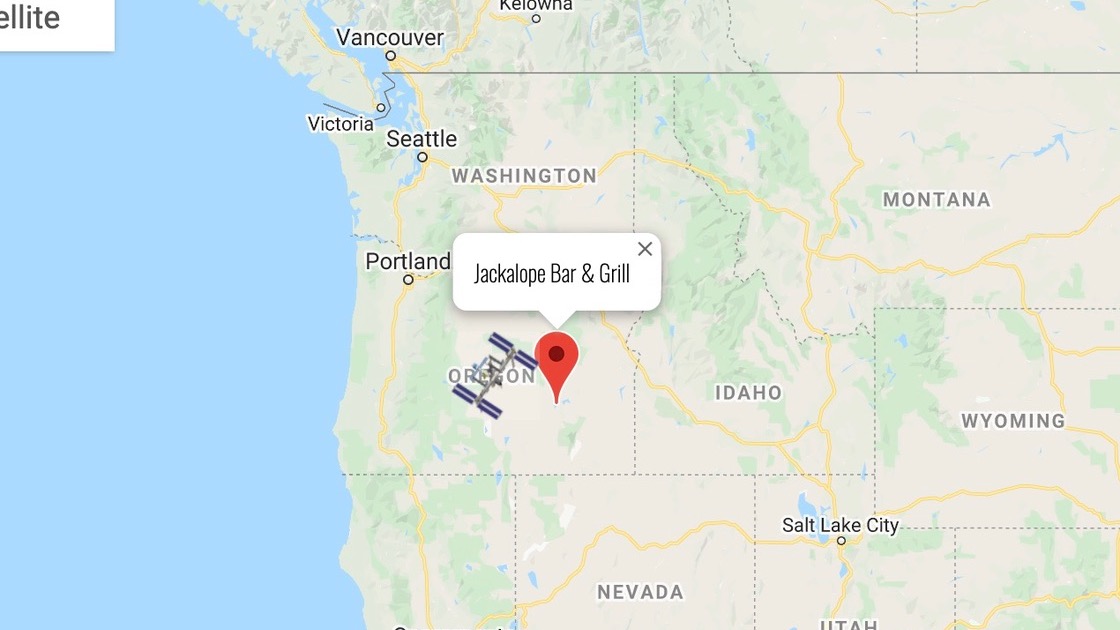 ellite
Kelowna
Vancouver
Victoria
Seattle
WASHINGTON
MONTANA
Portland
Jackalope Bar & Grill
OREGON
IDAHO
WYOMING
Salt Lake City
NEVADA
UTAH